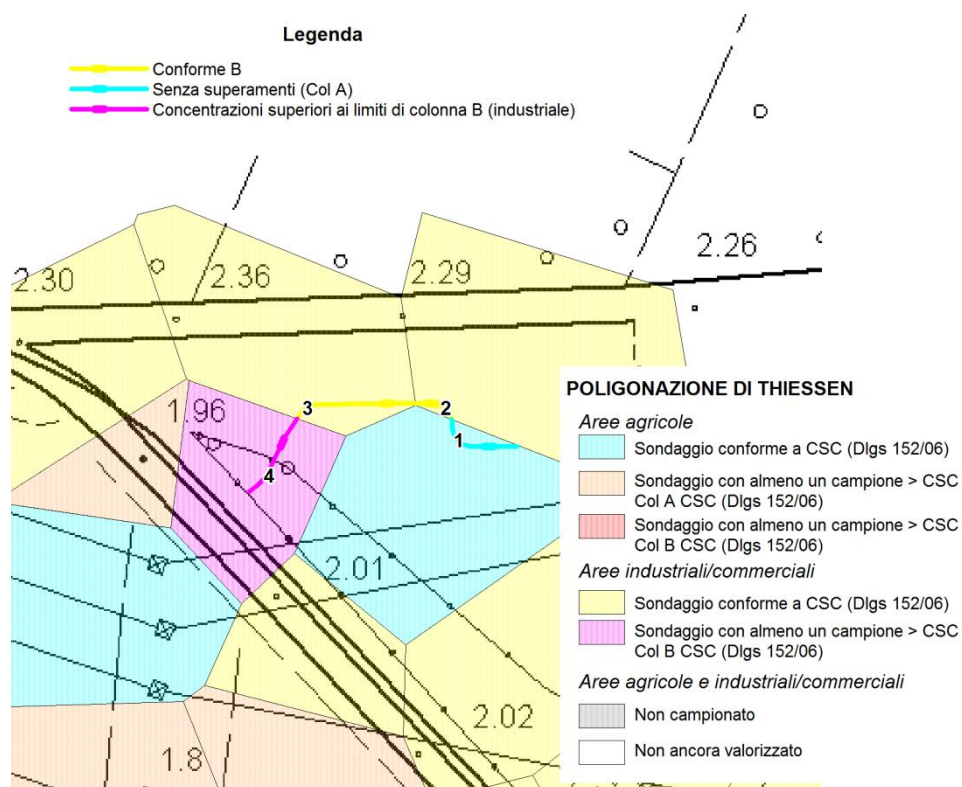 Legenda
Conforme B
Senza superamenti (Col A)
Concentrazioni superiori ai limiti di colonna B (industriale)
2.26
2.30
2.36
2.29
1.96
3
2
1
4
2.01
2.02
1.8
POLIGONAZIONE DI THIESSEN
Aree agricole
Sondaggio conforme a CSC (Dlgs 152/06)
Sondaggio con almeno un campione > CSC
Col A CSC (Dlgs 152/06)
Sondaggio con almeno un campione > CSC
Col B CSC (Dlgs 152/06)
Aree industriali/commerciali
Sondaggio conforme a CSC (Dlgs 152/06)
Sondaggio con almeno un campione > CSC
Col B CSC (Dlgs 152/06)
Aree agricole e industriali/commerciali
Non campionato
Non ancora valorizzato